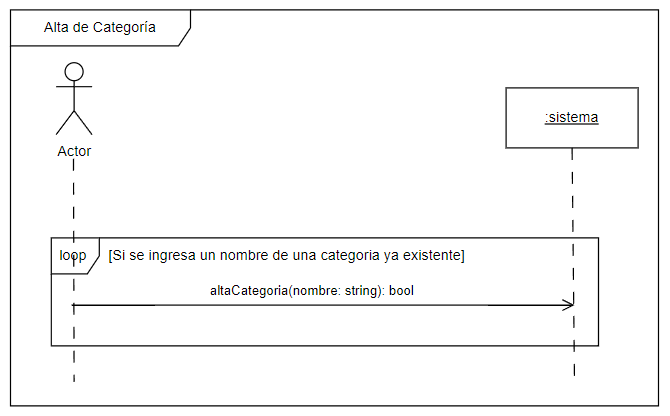 Alta de Categoría
Actor
:sistema
loop
[Si se ingresa un nombre de una categoria ya existente]
altaCategoria(nombre: string): bool